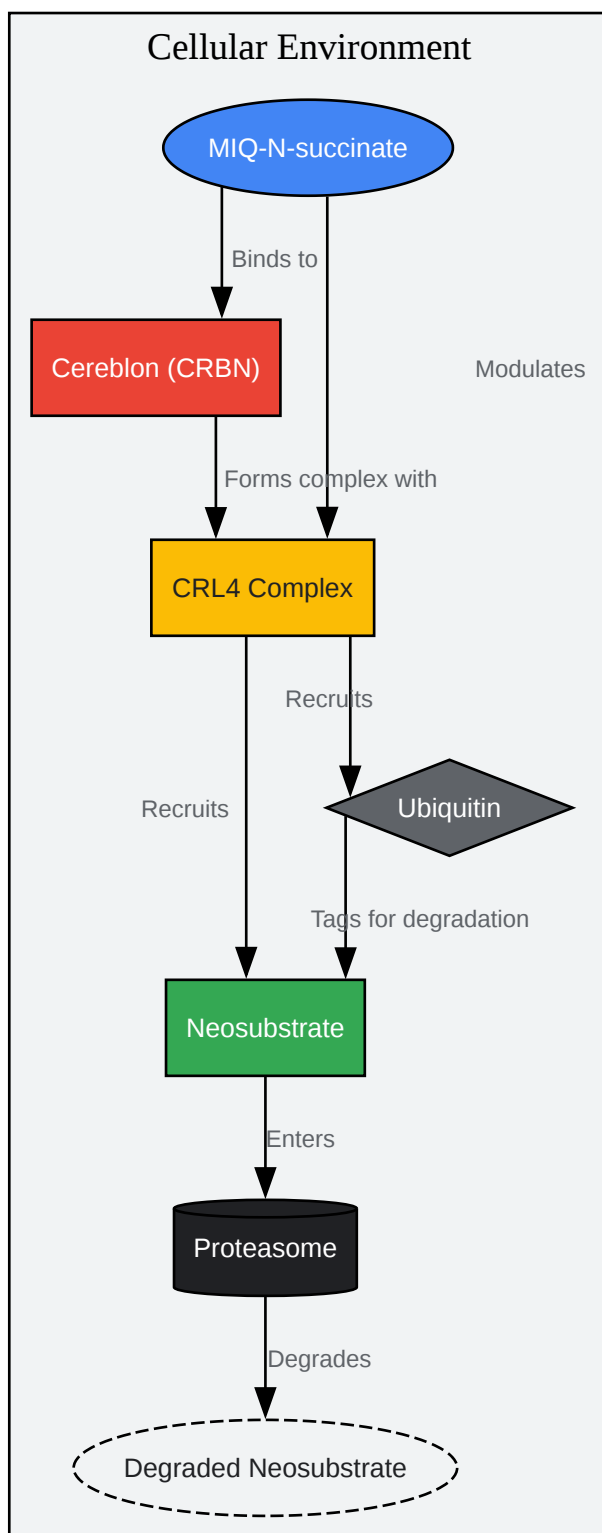 Cellular Environment
MIQ-N-succinate
Binds to
Cereblon (CRBN)
Modulates
Forms complex with
CRL4 Complex
Recruits
Recruits
Ubiquitin
Tags for degradation
Neosubstrate
Enters
Proteasome
Degrades
Degraded Neosubstrate